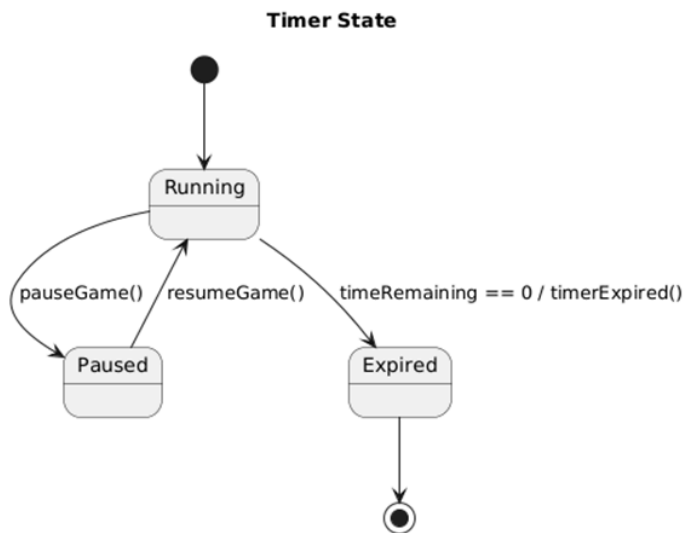 Timer State
Running
pauseGame()
resumeGame()
timeRemaining == 0 / timerExpired()
Paused
Expired